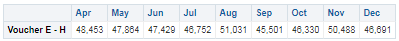 Apr May Jun Jul Aug Sep Oct Nov Dec
Voucher E - H 48,453 47,864 47,429 46,752 51,031 45,501 46,330 50,488 46,691